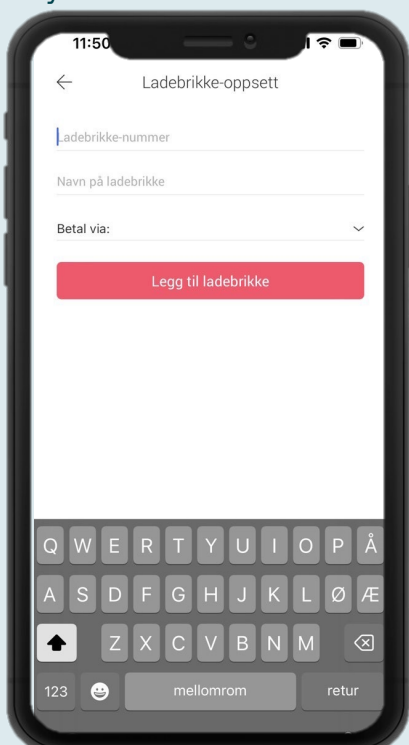 11:50
Ladebrikke-oppsett
Ladebrikke-nummer
Navn på ladebrikke
Betal via:
Legg til ladebrikke
Q W E R T Y U I O P Å
A S D F G H J K L Ø Æ
Z X C V B N M
123 mellomrom retur